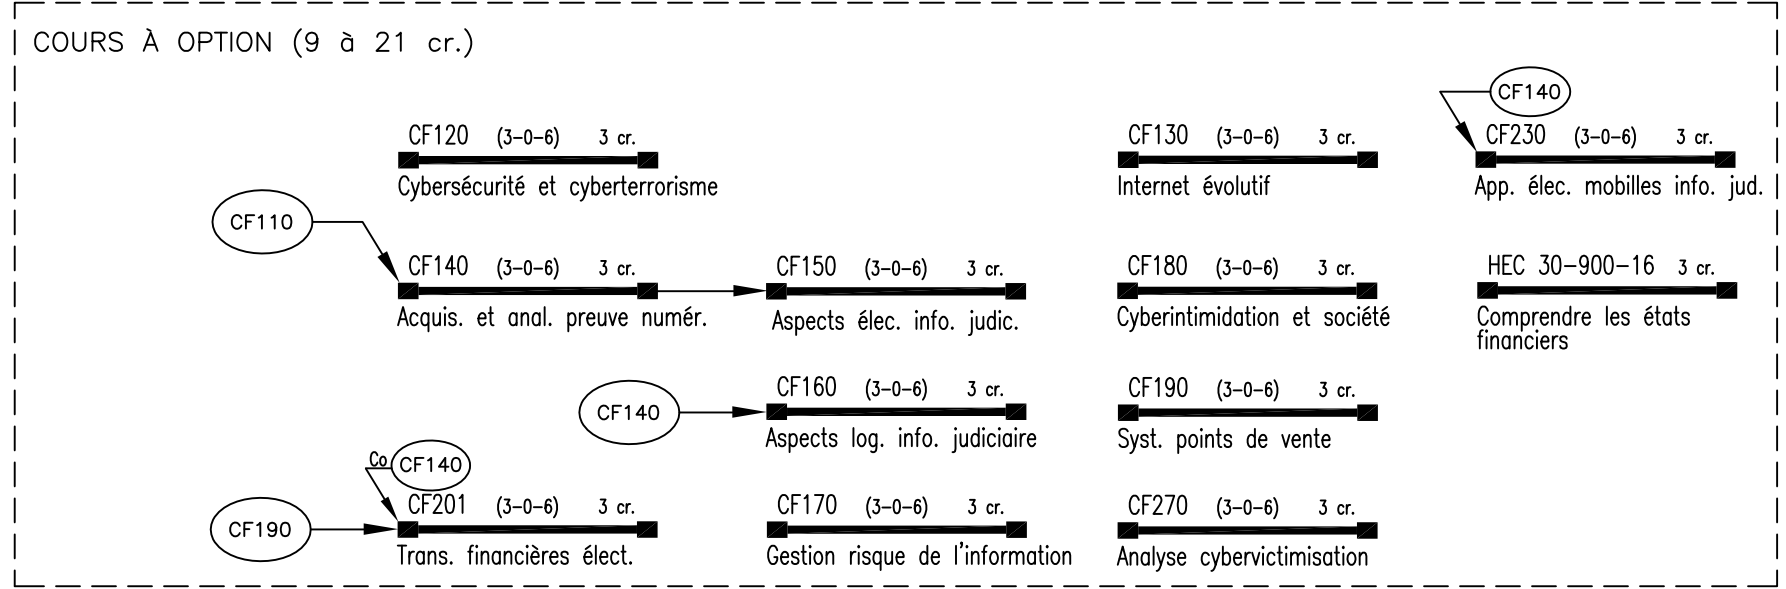 COURS À OPTION (9 à 21 cr.)
CF140
CF120 (3-0-6) 3 cr.
Cybersécurité et cyberterrorisme
CF130 (3-0-6) 3 cr.
Internet évolutif
CF230 (3-0-6) 3 cr.
App. élec. mobilles info. jud.
CF110
CF140 (3-0-6) 3 cr.
Acquis. et anal. preuve numér.
CF150 (3-0-6) 3 cr.
Aspects élec. info. judic.
CF180 (3-0-6) 3 cr.
Cyberintimidation et société
HEC 30-900-16 3 cr.
Comprendre les états
financiers
CF140
CF160 (3-0-6) 3 cr.
Aspects log. info. judiciaire
CF190 (3-0-6) 3 cr.
Syst. points de vente
Co CF140
CF190
CF201 (3-0-6) 3 cr.
Trans. financières élect.
CF170 (3-0-6) 3 cr.
Gestion risque de l'information
CF270 (3-0-6) 3 cr.
Analyse cybervictimisation